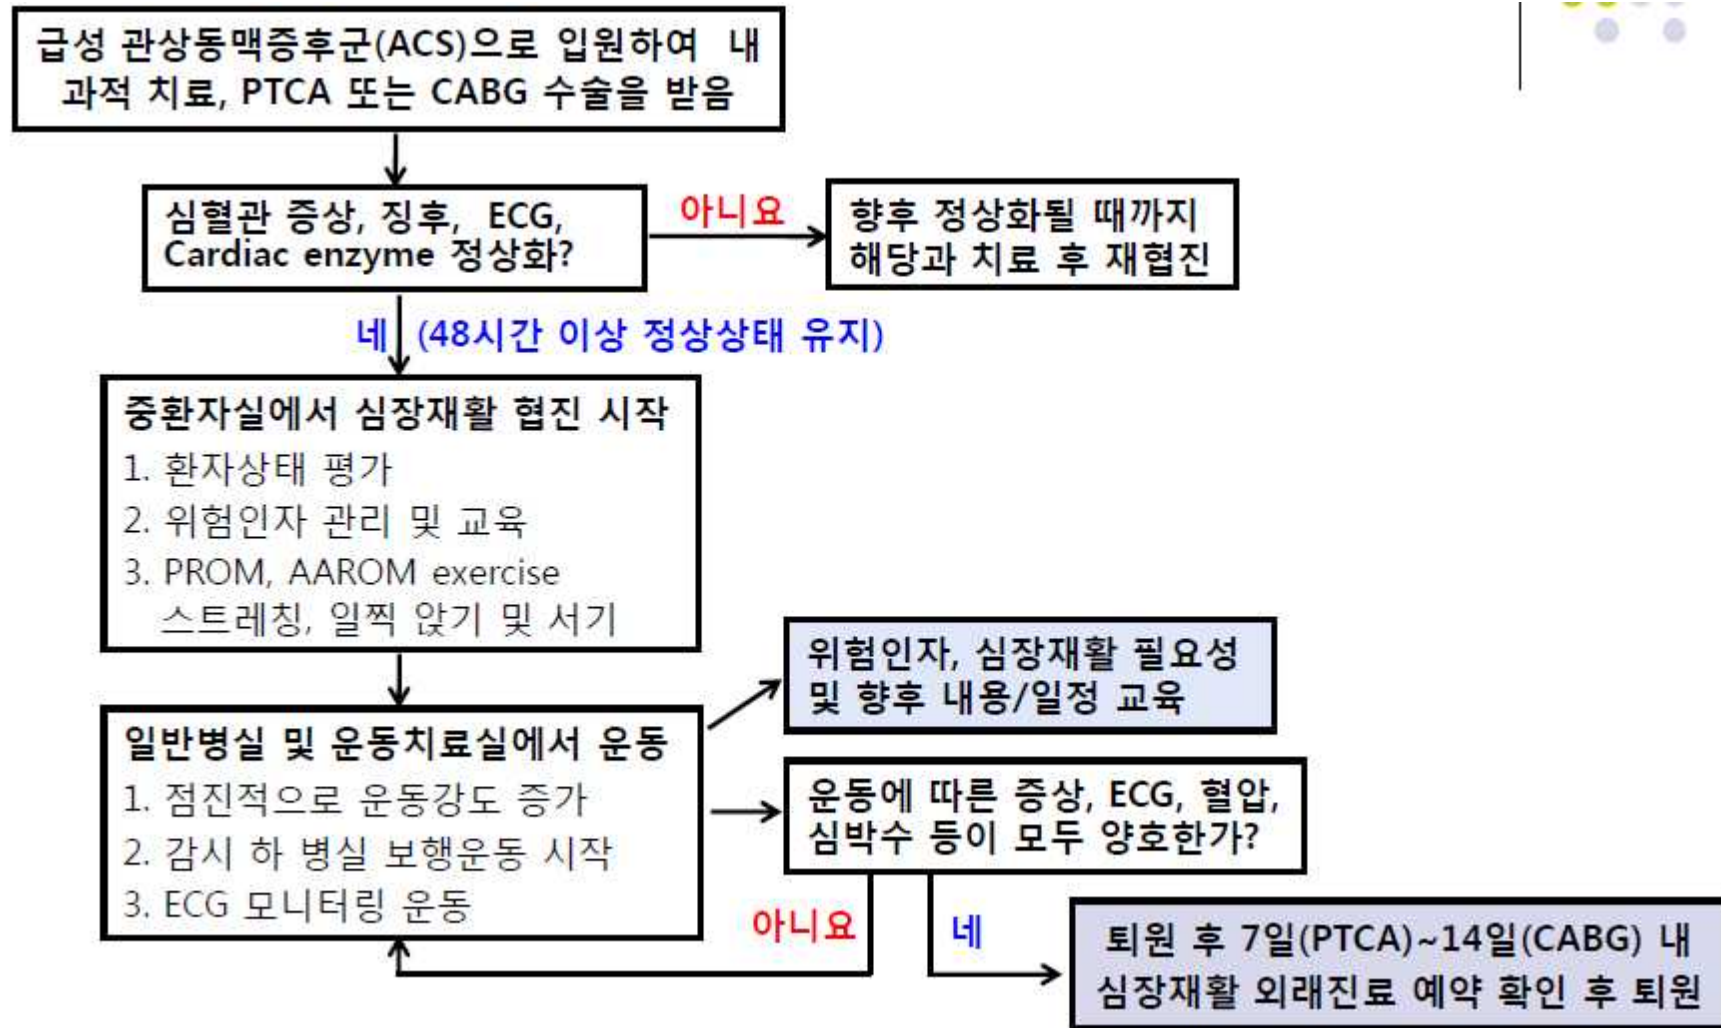 급성 관상동맥증후군(ACS)으로 입원하여 내
과적 치료, PTCA 또는 CABG 수술을 받음
심혈관 증상, 징후, ECG,
Cardiac enzyme 정상화?
아니요
향후 정상화될 때까지
해당과 치료 후 재협진
네 (48시간 이상 정상상태 유지)
중환자실에서 심장재활 협진 시작
1. 환자상태 평가
2. 위험인자 관리 및 교육
3. PROM, AAROM exercise
스트레칭, 일찍 앉기 및 서기
위험인자, 심장재활 필요성
및 향후 내용/일정 교육
일반병실 및 운동치료실에서 운동
1. 점진적으로 운동강도 증가
2. 감시 하 병실 보행운동 시작
3. ECG 모니터링 운동
운동에 따른 증상, ECG, 혈압,
심박수 등이 모두 양호한가?
아니요
네
퇴원 후 7일(PTCA)~14일(CABG) 내
심장재활 외래진료 예약 확인 후 퇴원